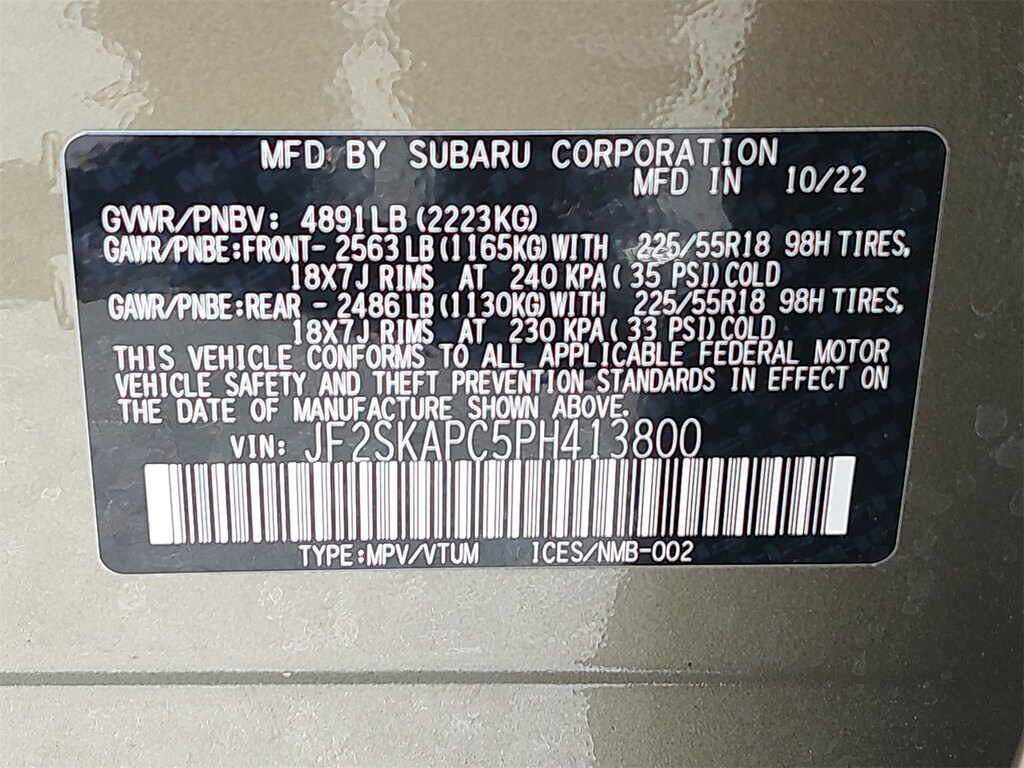 MFD BY SUBARU CORPORATION
MFD IN 10/22
GVWR/PNBV: 4891LB (2223KG)
GAWR/PNBE:FRONT- 2563LB (1165KG) WITH 225/55R18 98H TIRES,
18X7J RIMS AT 240 KPA ( 35 PSI) COLD
GAWR/PNBE:REAR - 2486LB (1130KG) WITH 225/55R18 98H TIRES,
18X7J RIMS AT 230 KPA ( 33 PSI) COLD
THIS VEHICLE CONFORMS TO ALL APPLICABLE FEDERAL MOTOR
VEHICLE SAFETY AND THEFT PREVENTION STANDARDS IN EFFECT ON
THE DATE OF MANUFACTURE SHOWN ABOVE.
VIN: JF2SKAPC5PH413800
TYPE:MPV/VTUM ICES/NMB-002